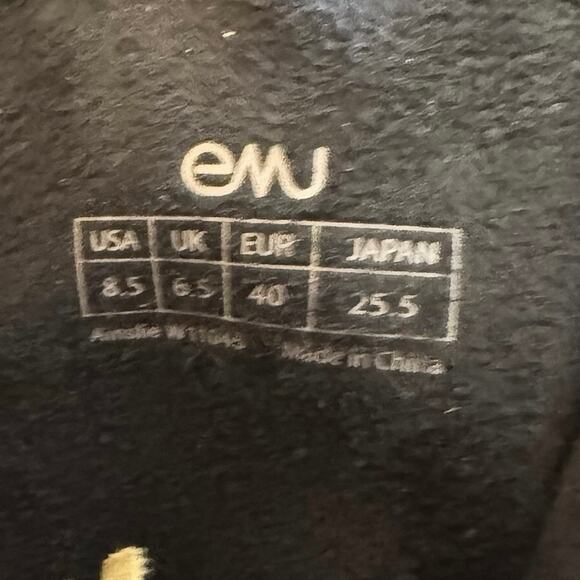 emu
USA UK EUR JAPAN
8.5 6.5 40 25.5
Made in China